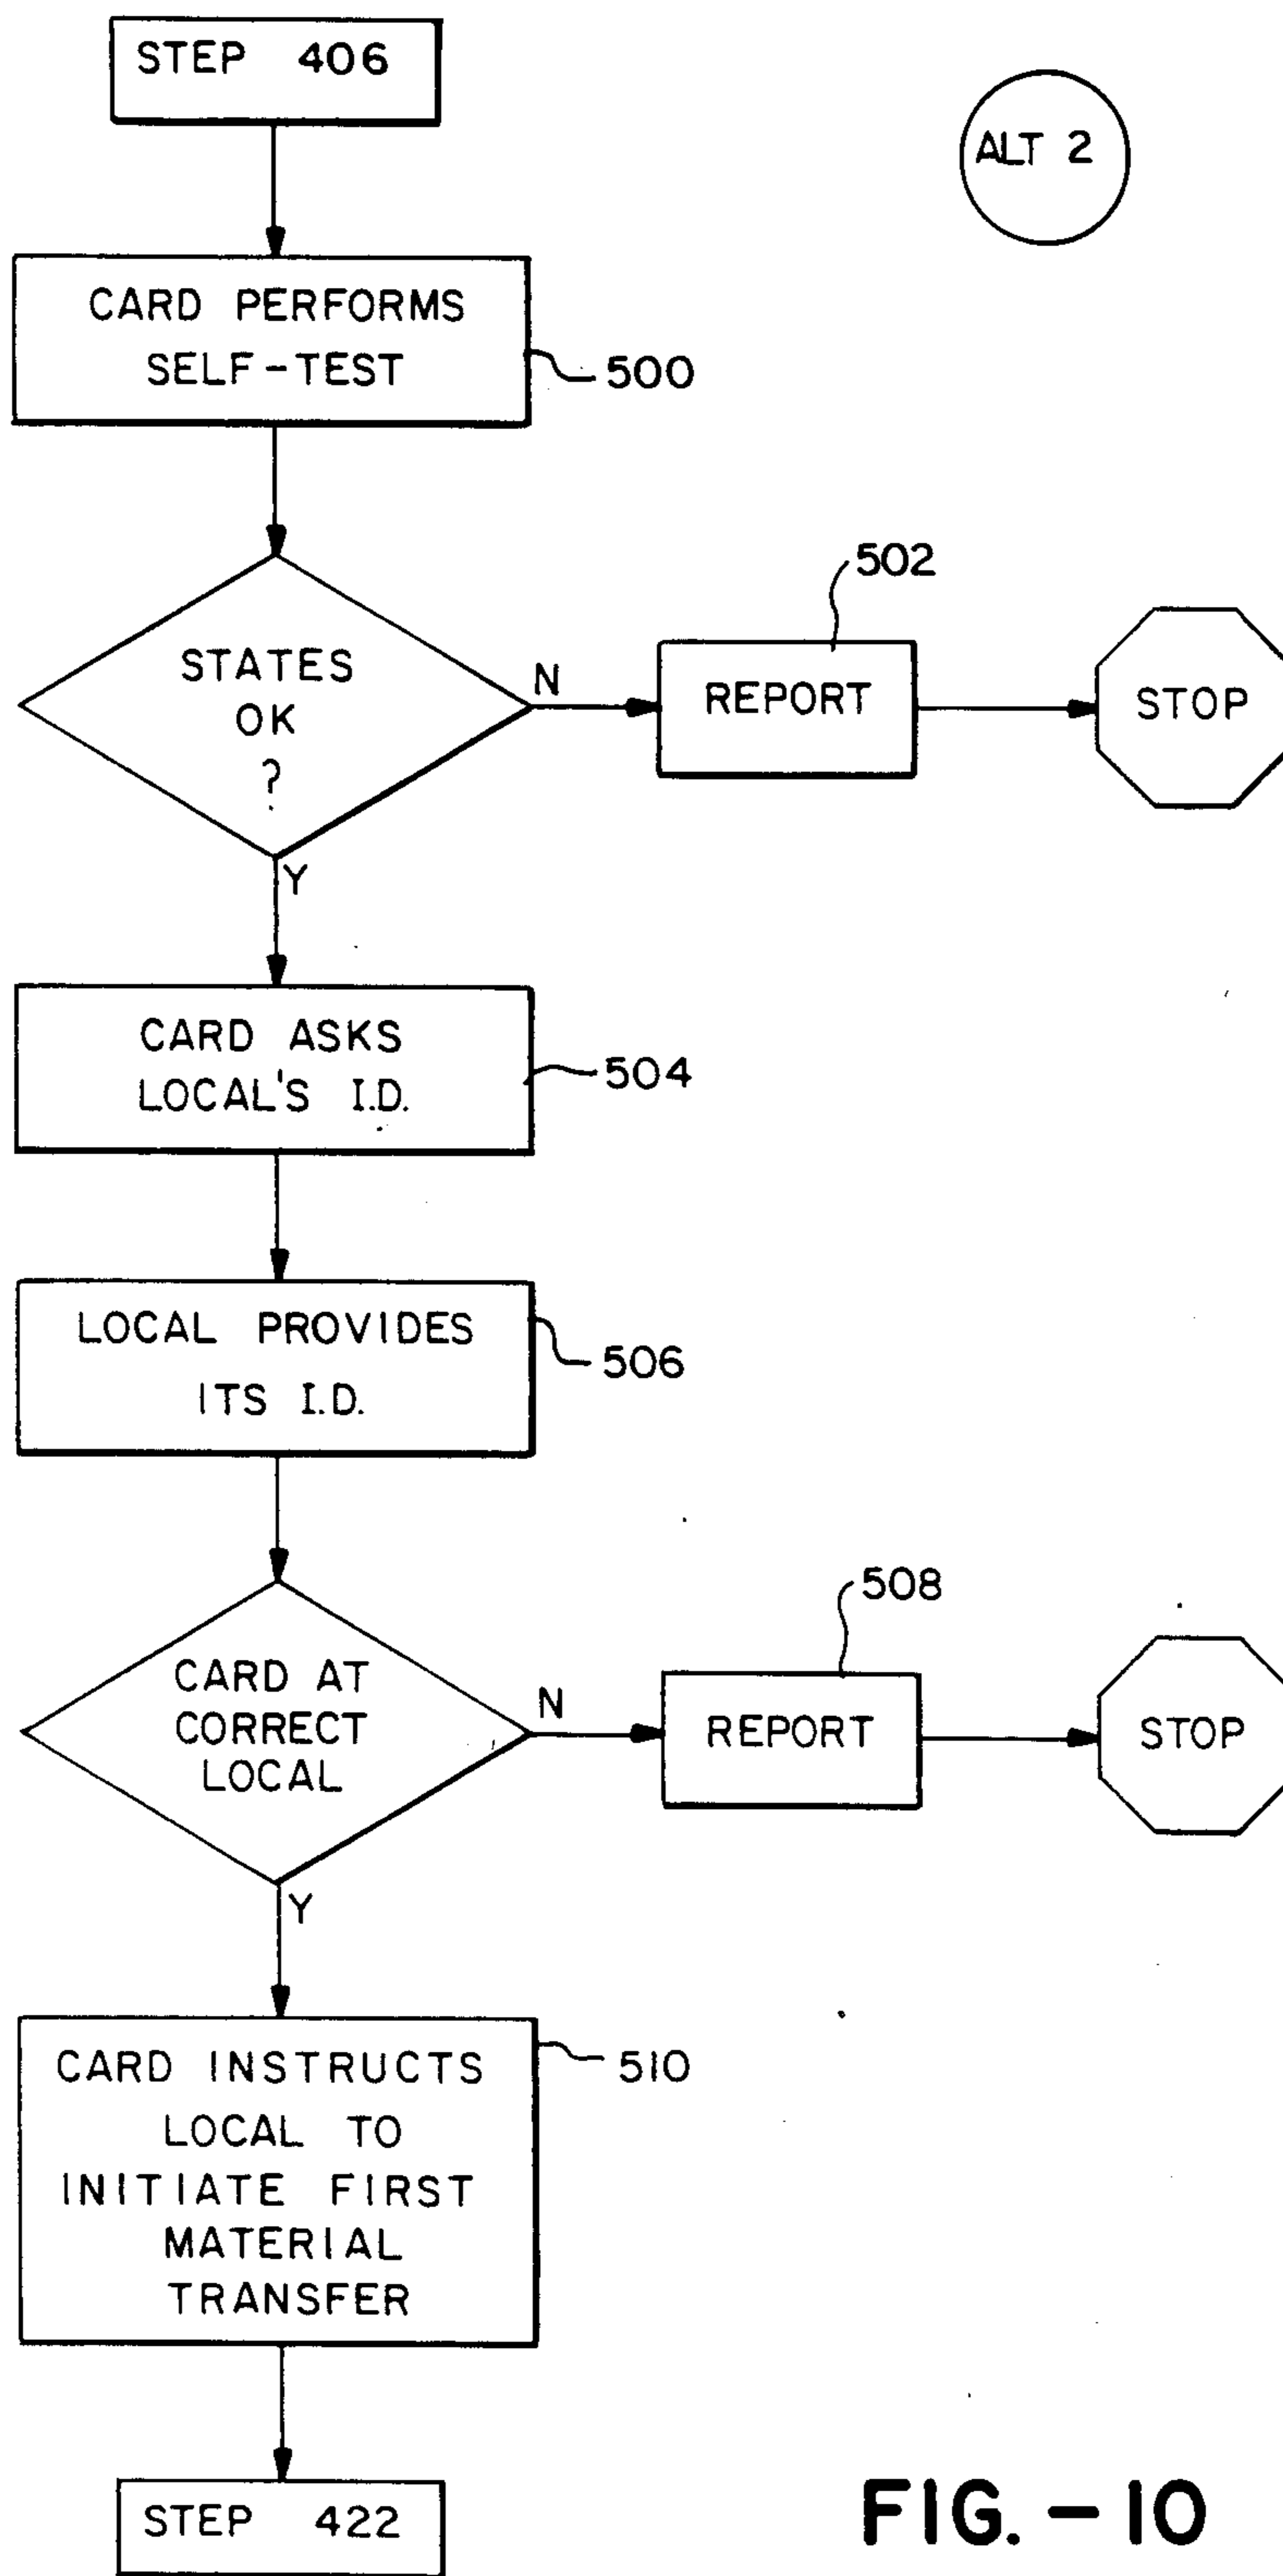 STEP 406
ALT 2
CARD PERFORMS
SELF-TEST
500
STATES
OK
?
N
502
REPORT
STOP
Y
CARD ASKS
LOCAL'S I.D.
504
LOCAL PROVIDES
ITS I.D.
506
CARD AT
CORRECT
LOCAL
N
508
REPORT
STOP
Y
CARD INSTRUCTS
LOCAL TO
INITIATE FIRST
MATERIAL
TRANSFER
510
STEP 422
FIG. - 10